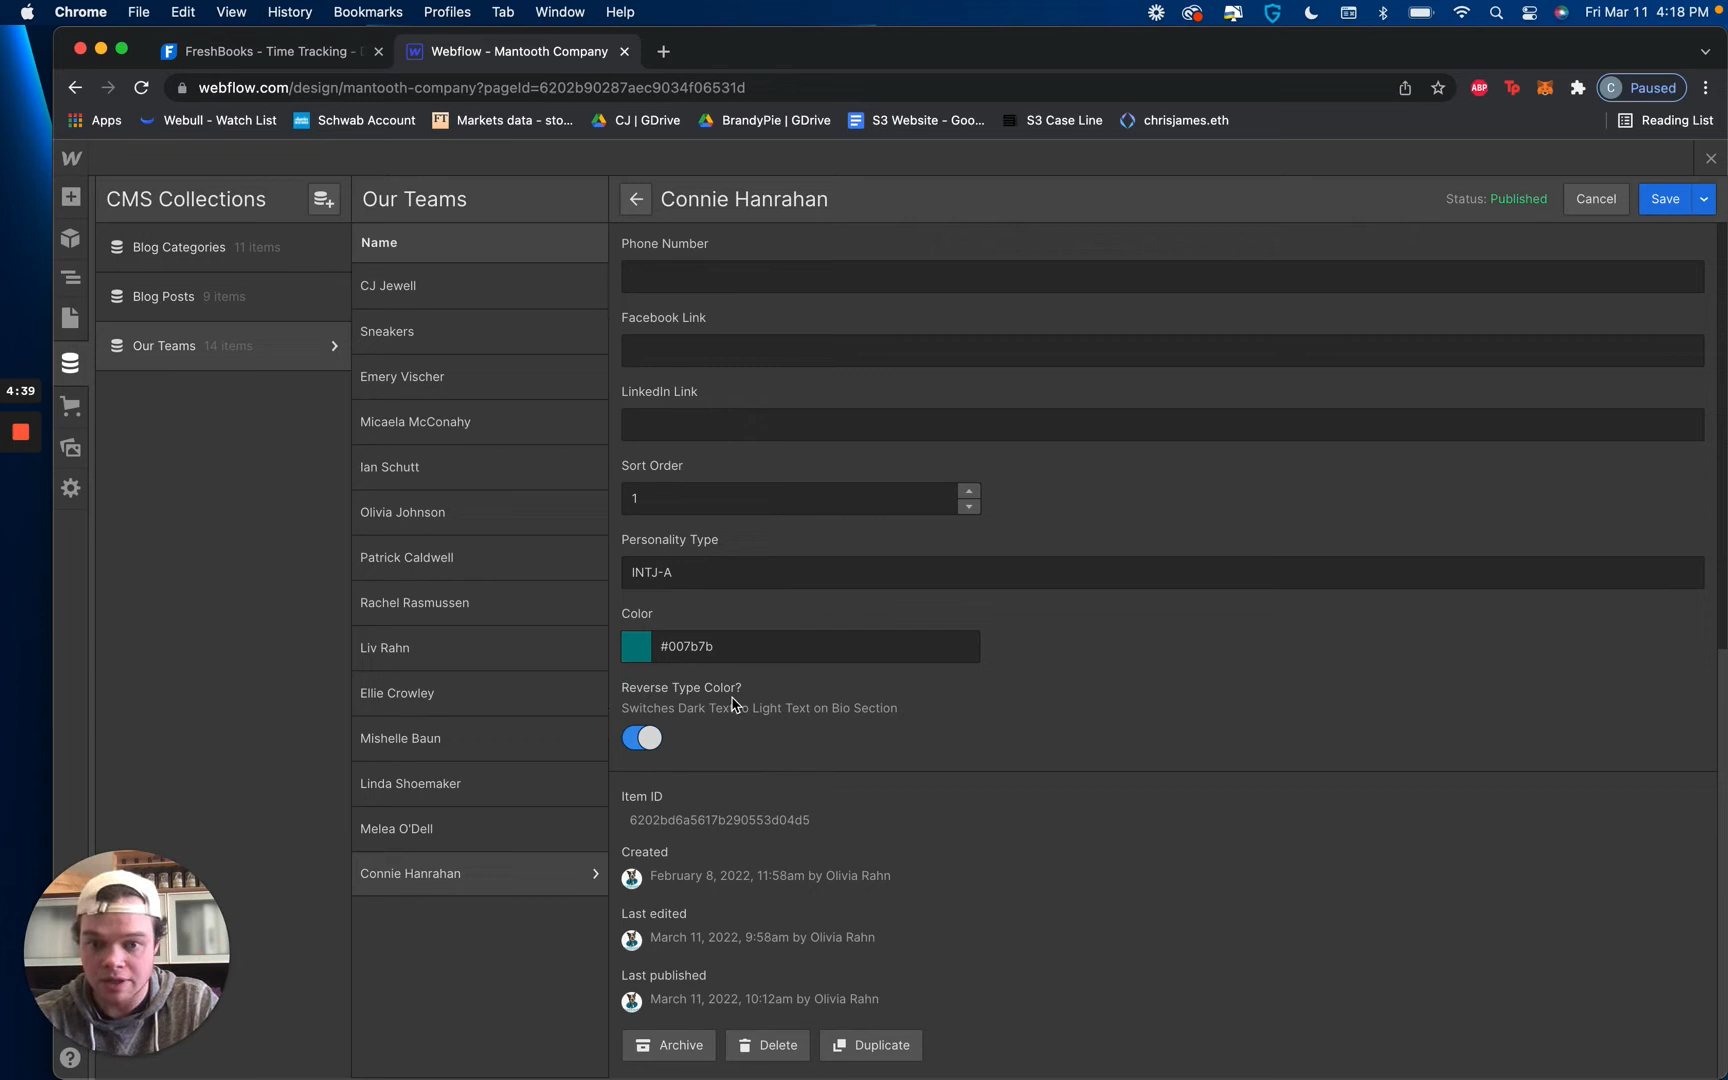 Chrome File Edit View History Bookmarks Profiles Tab Window Help Fri Mar 11 4:18 PM
FreshBooks - Time Tracking - D Webflow - Mantooth Company
webflow.com/design/mantooth-company?pageId=6202b90287aec9034f06531d ABP Tp C Paused
Apps Webull - Watch List Schwab Account FT Markets data - sto... CJ | GDrive BrandyPie | GDrive S3 Website - Goo... S3 Case Line chrisjames.eth Reading List
CMS Collections Our Teams Connie Hanrahan Status: Published Cancel Save
Name
Blog Categories 11 items
Blog Posts 9 items
Our Teams 14 items
4:39
CJ Jewell
Sneakers
Emery Vischer
Micaela McConahy
Ian Schutt
Olivia Johnson
Patrick Caldwell
Rachel Rasmussen
Liv Rahn
Ellie Crowley
Mishelle Baun
Linda Shoemaker
Melea O'Dell
Connie Hanrahan
Phone Number
Facebook Link
LinkedIn Link
Sort Order
1
Personality Type
INTJ-A
Color
#007b7b
Reverse Type Color?
Switches Dark Text to Light Text on Bio Section
Item ID
6202bd6a5617b290553d04d5
Created
February 8, 2022, 11:58am by Olivia Rahn
Last edited
March 11, 2022, 9:58am by Olivia Rahn
Last published
March 11, 2022, 10:12am by Olivia Rahn
Archive Delete Duplicate